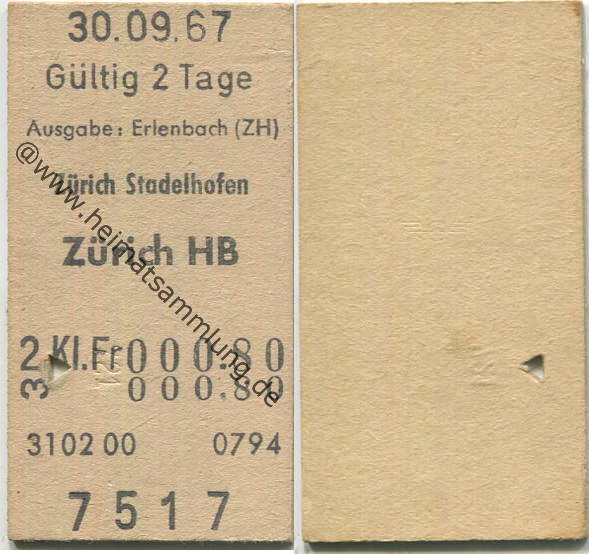 30.09.67
Gültig 2 Tage
Ausgabe: Erlenbach (ZH)
Zürich Stadelhofen
Zürich HB
2 Kl.Fr 000.80
3 000.80
3102 00 0794
7517
@www.heimatsammlung.de